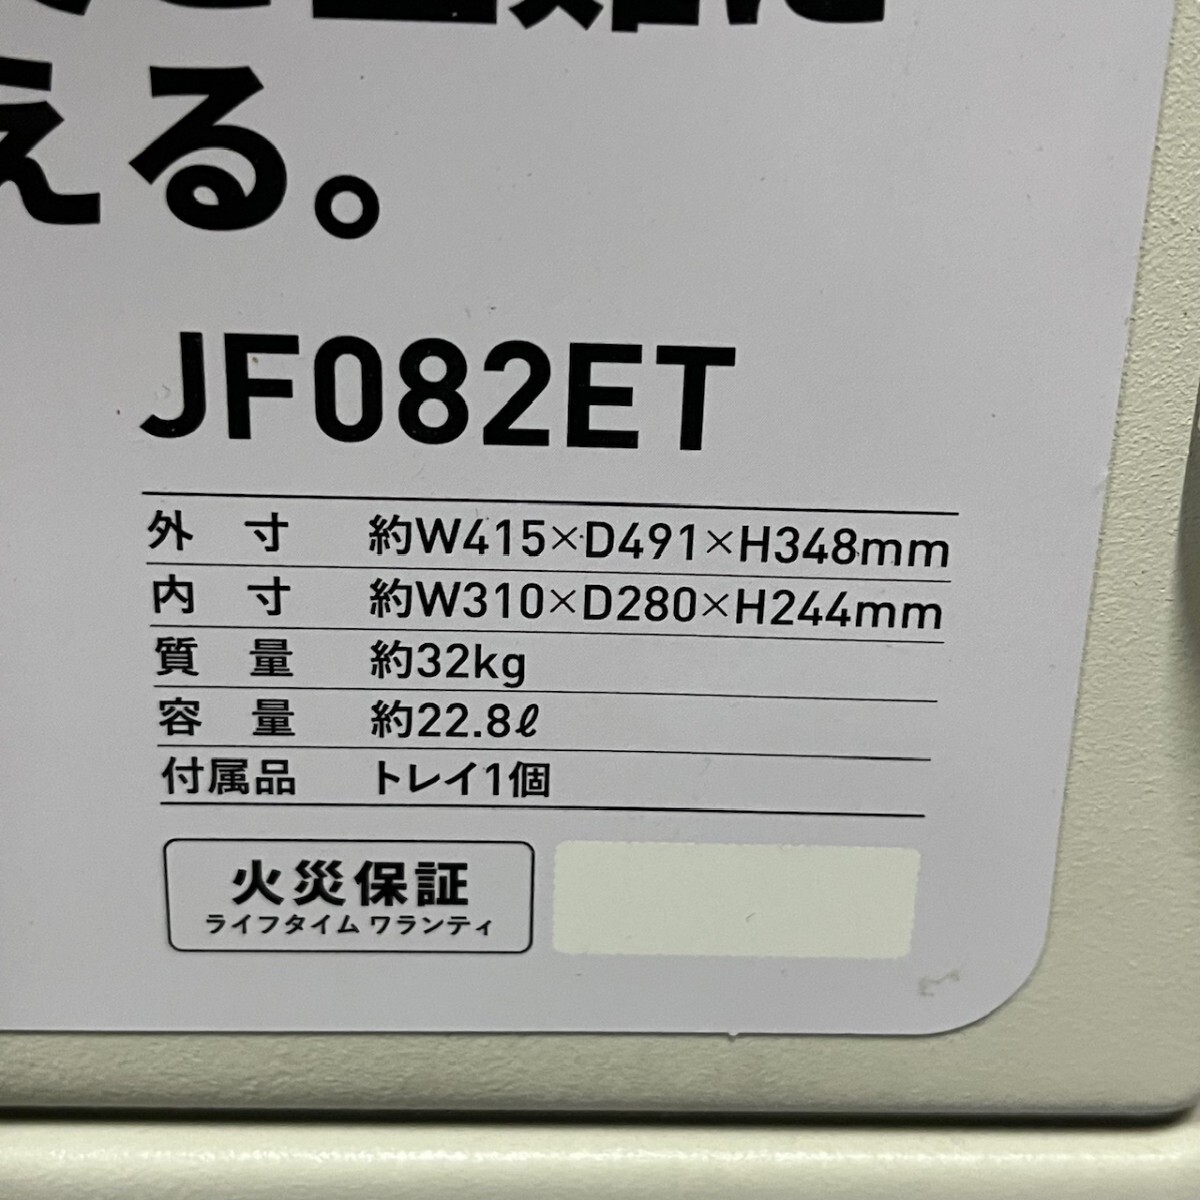 える。
JF082ET
外 寸 約W415×D491×H348mm
内 寸 約W310×D280×H244mm
質 量 約32kg
容 量 約22.8ℓ
付属品 トレイ1個
火災保証
ライフタイム ワランティ